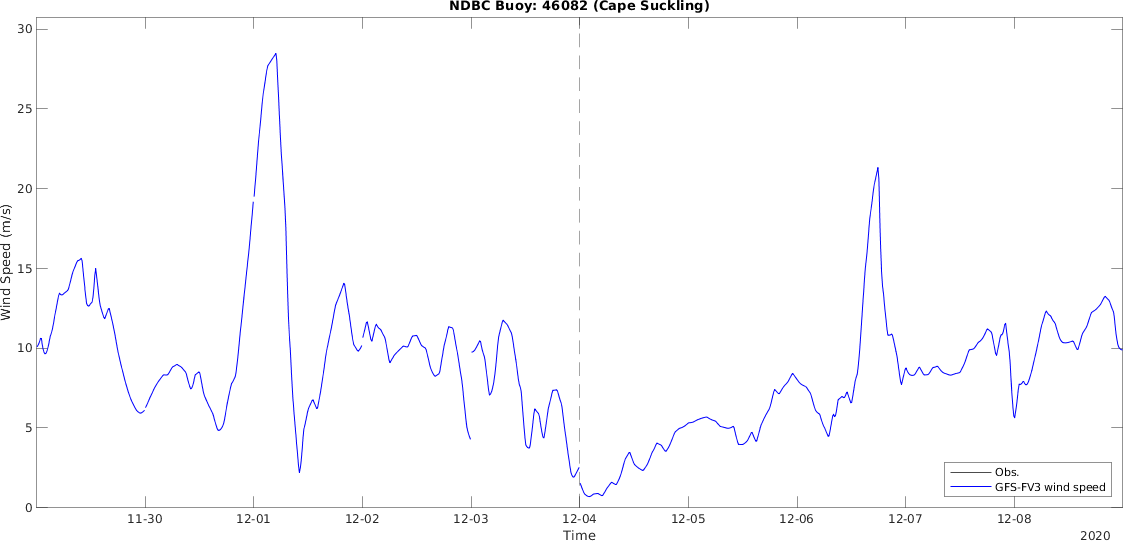 NDBC Buoy: 46082 (Cape Suckling)
30
25
20
15
10
5
0
Wind Speed (m/s)
11-30 12-01 12-02 12-03 12-04 12-05 12-06 12-07 12-08
Time
2020
Obs.
GFS-FV3 wind speed